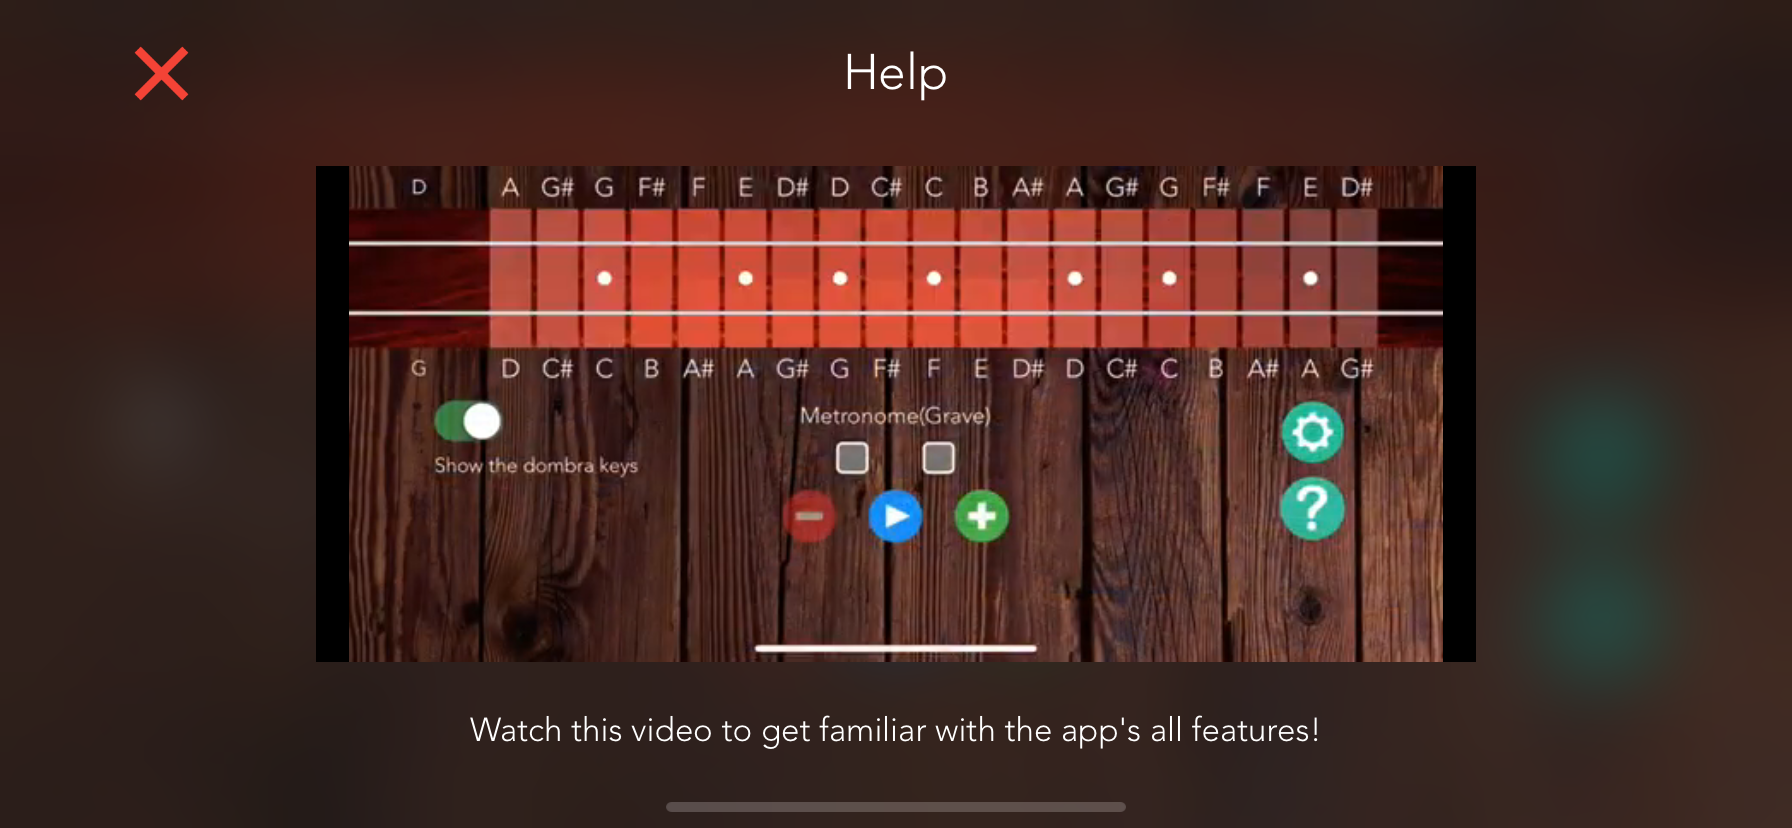 Help
D A G# G F# F E D# D C# C B A# A G# G F# F E D#
G D C# C B A# A G# G F# F E D# D C# C B A# A G#
Metronome(Grave)
Show the dombra keys
Watch this video to get familiar with the app's all features!